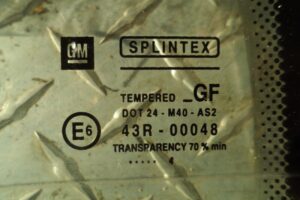 GM
SPLINTEX
TEMPERED _GF
DOT 24 - M40 - AS2
E6 43R - 00048
TRANSPARENCY 70 % min
..... 4